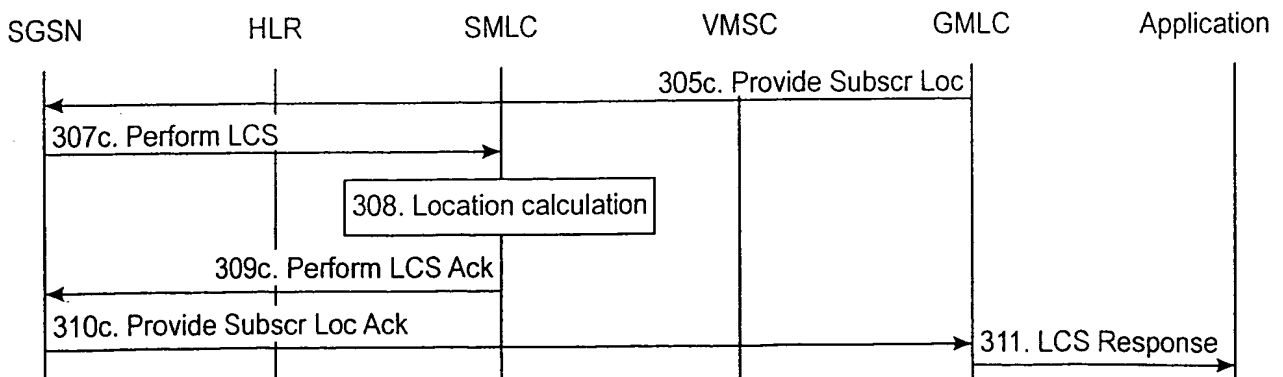 SGSN HLR SMLC VMSC GMLC Application
305c. Provide Subscr Loc
307c. Perform LCS
308. Location calculation
309c. Perform LCS Ack
310c. Provide Subscr Loc Ack
311. LCS Response